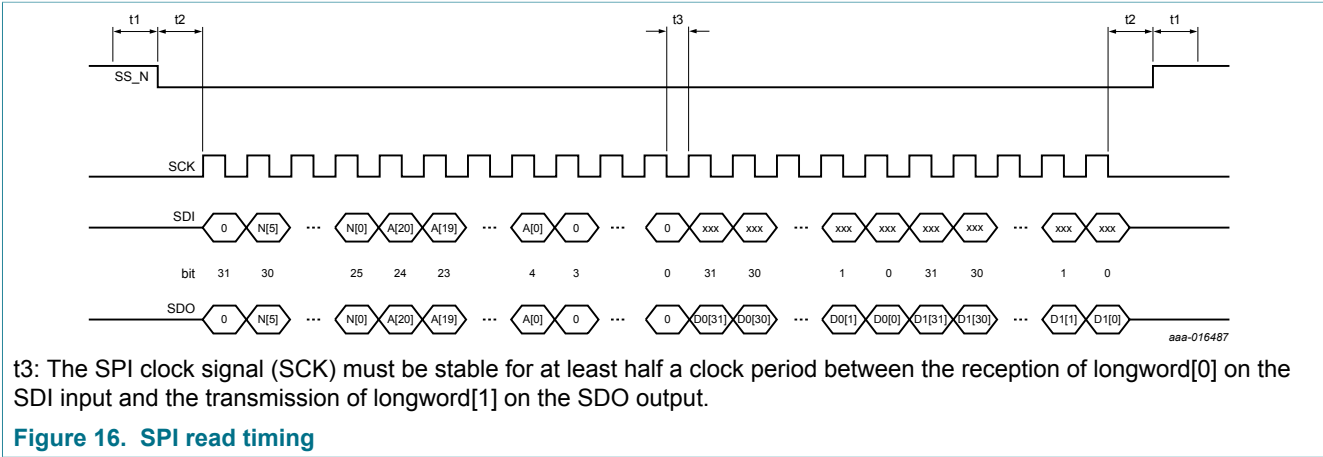 t1 t2 t3 t2 t1
SS_N
SCK
SDI 0 N[5] ··· N[0] A[20] A[19] ··· A[0] 0 ··· 0 xxx xxx ··· xxx xxx xxx xxx ··· xxx xxx
bit 31 30 25 24 23 4 3 0 31 30 1 0 31 30 1 0
SDO 0 N[5] ··· N[0] A[20] A[19] ··· A[0] 0 ··· 0 D0[31] D0[30] ··· D0[1] D0[0] D1[31] D1[30] ··· D1[1] D1[0]
aaa-016487
t3: The SPI clock signal (SCK) must be stable for at least half a clock period between the reception of longword[0] on the
SDI input and the transmission of longword[1] on the SDO output.
Figure 16. SPI read timing